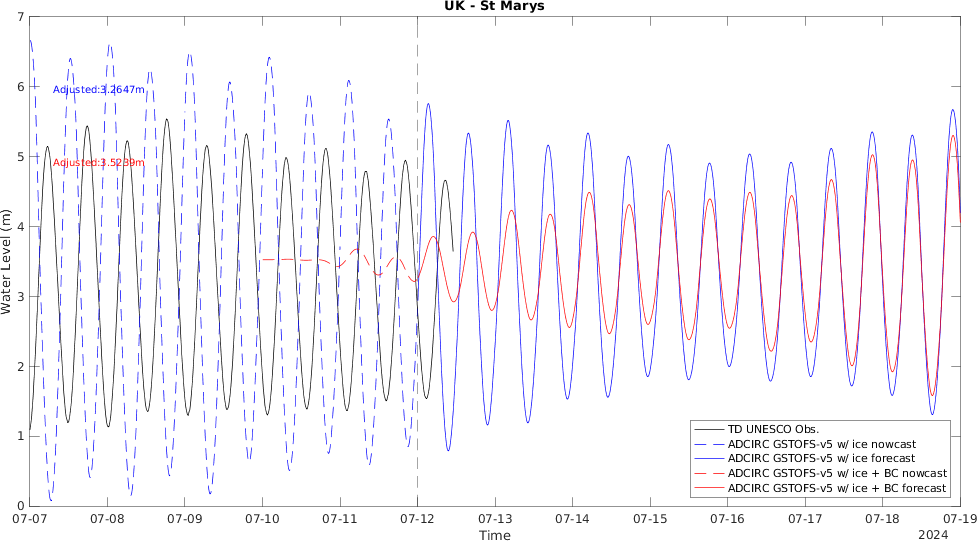 UK - St Marys
7
6
5
4
3
2
1
0
Water Level (m)
Adjusted:3.2647m
Adjusted:3.5239m
TD UNESCO Obs.
ADCIRC GSTOFS-v5 w/ ice nowcast
ADCIRC GSTOFS-v5 w/ ice forecast
ADCIRC GSTOFS-v5 w/ ice + BC nowcast
ADCIRC GSTOFS-v5 w/ ice + BC forecast
07-07 07-08 07-09 07-10 07-11 07-12 07-13 07-14 07-15 07-16 07-17 07-18 07-19
Time
2024